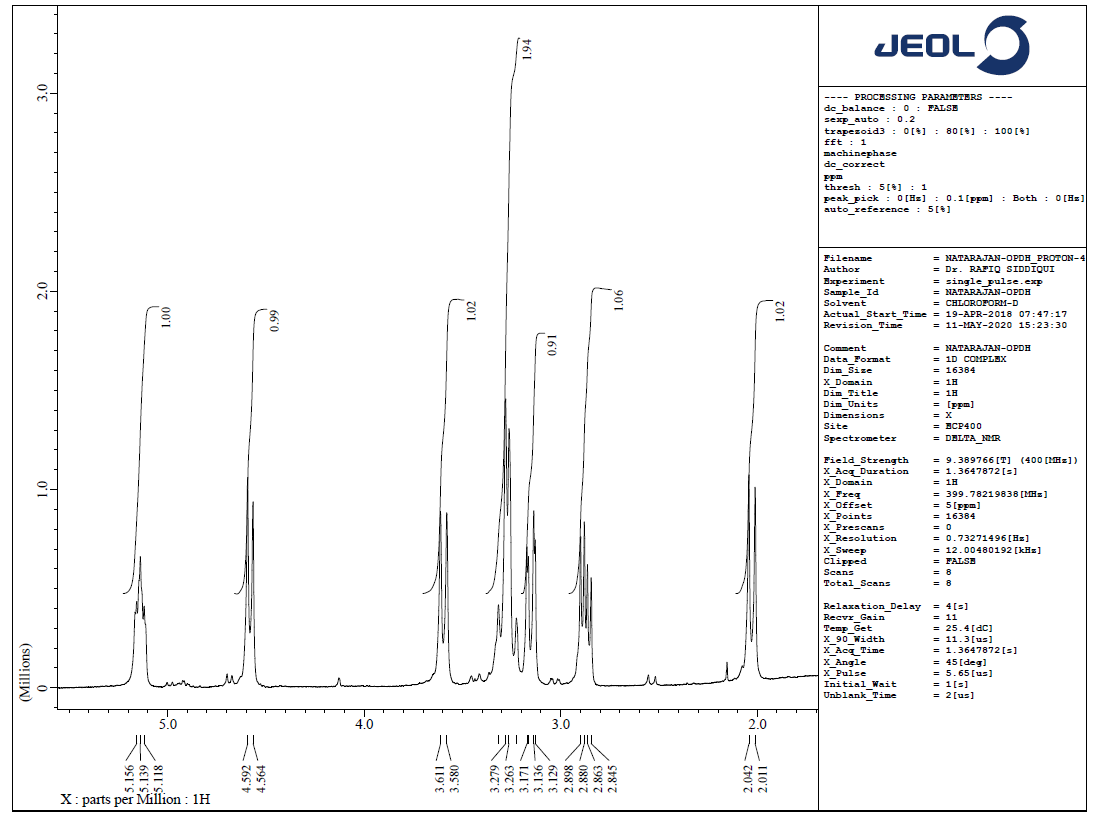 3.0
2.0
1.0
0
(Millions)
1.00
0.99
1.02
1.94
0.91
1.06
1.02
5.0
4.0
3.0
2.0
5.156
5.139
5.118
4.592
4.564
3.611
3.580
3.279
3.263
3.171
3.136
3.129
2.898
2.880
2.863
2.845
2.042
2.011
X : parts per Million : 1H
JEOL
---- PROCESSING PARAMETERS ----
dc_balance : 0 : FALSE
sexp_auto : 0.2
trapezoid3 : 0[%] : 80[%] : 100[%]
fft : 1
machinephase
dc_correct
ppm
thresh : 5[%] : 1
peak_pick : 0[Hz] : 0.1[ppm] : Both : 0[Hz]
auto_reference : 5[%]
Filename = NATARAJAN-OPDH_PROTON-4
Author = Dr. RAFIQ SIDDIQUI
Experiment = single_pulse.exp
Sample_Id = NATARAJAN-OPDH
Solvent = CHLOROFORM-D
Actual_Start_Time = 19-APR-2018 07:47:17
Revision_Time = 11-MAY-2020 15:23:30
Comment = NATARAJAN-OPDH
Data_Format = 1D COMPLEX
Dim_Size = 16384
X_Domain = 1H
Dim_Title = 1H
Dim_Units = [ppm]
Dimensions = X
Site = ECP400
Spectrometer = DELTA_NMR
Field_Strength = 9.389766[T] (400[MHz])
X_Acq_Duration = 1.3647872[s]
X_Domain = 1H
X_Freq = 399.78219838[MHz]
X_Offset = 5[ppm]
X_Points = 16384
X_Prescans = 0
X_Resolution = 0.73271496[Hz]
X_Sweep = 12.00480192[kHz]
Clipped = FALSE
Scans = 8
Total_Scans = 8
Relaxation_Delay = 4[s]
Recvr_Gain = 11
Temp_Get = 25.4[dC]
X_90_Width = 11.3[us]
X_Acq_Time = 1.3647872[s]
X_Angle = 45[deg]
X_Pulse = 5.65[us]
Initial_Wait = 1[s]
Unblank_Time = 2[us]